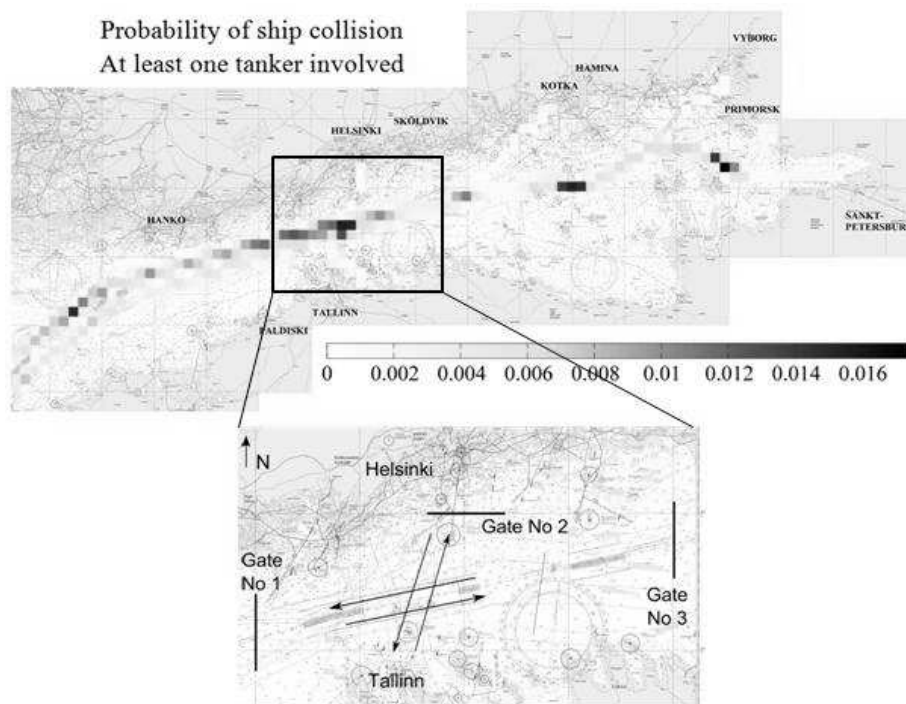 Probability of ship collision
At least one tanker involved
VYBORG
HAMINA
KOTKA
PRIMORSK
SKÖLDVIK
HELSINKI
HANKO
SANKT-
PETERSBUR
TALLINN
PALDISKI
0 0.002 0.004 0.006 0.008 0.01 0.012 0.014 0.016
N
Helsinki
Gate No 2
Gate
No 1
Gate
No 3
Tallinn